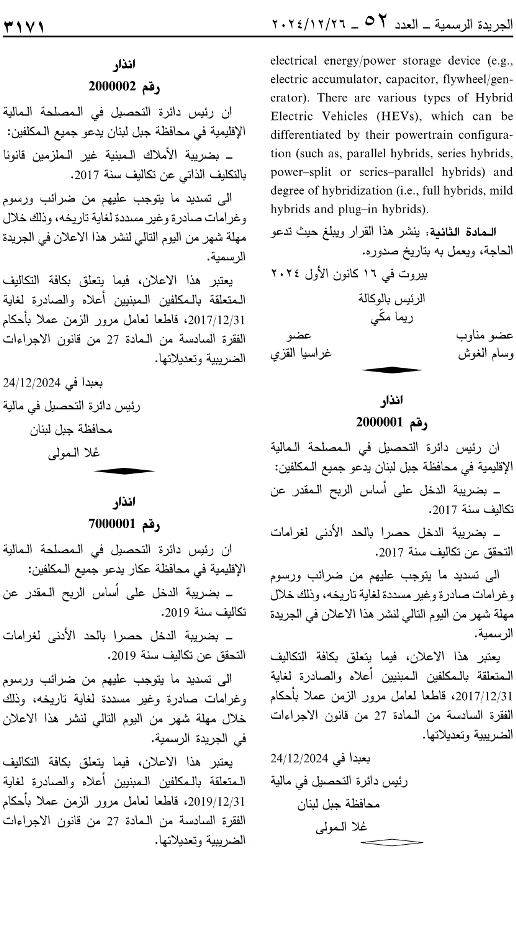 الجريدة الرسمية ــ العدد ٥٢ ــ ٢٠٢٤/١٢/٢٦
٣١٧١
electrical energy/power storage device (e.g.,
electric accumulator, capacitor, flywheel/gen-
erator). There are various types of Hybrid
Electric Vehicles (HEVs), which can be
differentiated by their powertrain configura-
tion (such as, parallel hybrids, series hybrids,
power–split or series–parallel hybrids) and
degree of hybridization (i.e., full hybrids, mild
hybrids and plug–in hybrids).
المادة الثانية: ينشر هذا القرار ويبلغ حيث تدعو
الحاجة، ويعمل به بتاريخ صدوره.
بيروت في ١٦ كانون الأول ٢٠٢٤
الرئيس بالوكالة
ريما مكّي
عضو مناوب عضو
وسام الغوش غراسيا القزي
انذار
رقم 2000001
ان رئيس دائرة التحصيل في المصلحة المالية
الإقليمية في محافظة جبل لبنان يدعو جميع المكلفين:
ــ بضريبة الدخل على أساس الربح المقدر عن
تكاليف سنة 2017.
ــ بضريبة الدخل حصرا بالحد الأدنى لغرامات
التحقق عن تكاليف سنة 2017.
الى تسديد ما يتوجب عليهم من ضرائب ورسوم
وغرامات صادرة وغير مسددة لغاية تاريخه، وذلك خلال
مهلة شهر من اليوم التالي لنشر هذا الاعلان في الجريدة
الرسمية.
يعتبر هذا الاعلان، فيما يتعلق بكافة التكاليف
المتعلقة بالمكلفين المبنيين أعلاه والصادرة لغاية
2017/12/31، قاطعا لعامل مرور الزمن عملا بأحكام
الفقرة السادسة من المادة 27 من قانون الاجراءات
الضريبية وتعديلاتها.
بعبدا في 24/12/2024
رئيس دائرة التحصيل في مالية
محافظة جبل لبنان
غلا المولى
انذار
رقم 2000002
ان رئيس دائرة التحصيل في المصلحة المالية
الإقليمية في محافظة جبل لبنان يدعو جميع المكلفين:
ــ بضريبة الأملاك المبنية غير الملزمين قانونا
بالتكليف الذاتي عن تكاليف سنة 2017.
الى تسديد ما يتوجب عليهم من ضرائب ورسوم
وغرامات صادرة وغير مسددة لغاية تاريخه، وذلك خلال
مهلة شهر من اليوم التالي لنشر هذا الاعلان في الجريدة
الرسمية.
يعتبر هذا الاعلان، فيما يتعلق بكافة التكاليف
المتعلقة بالمكلفين المبنيين أعلاه والصادرة لغاية
2017/12/31، قاطعا لعامل مرور الزمن عملا بأحكام
الفقرة السادسة من المادة 27 من قانون الاجراءات
الضريبية وتعديلاتها.
بعبدا في 24/12/2024
رئيس دائرة التحصيل في مالية
محافظة جبل لبنان
غلا المولى
انذار
رقم 7000001
ان رئيس دائرة التحصيل في المصلحة المالية
الإقليمية في محافظة عكار يدعو جميع المكلفين:
ــ بضريبة الدخل على أساس الربح المقدر عن
تكاليف سنة 2019.
ــ بضريبة الدخل حصرا بالحد الأدنى لغرامات
التحقق عن تكاليف سنة 2019.
الى تسديد ما يتوجب عليهم من ضرائب ورسوم
وغرامات صادرة وغير مسددة لغاية تاريخه، وذلك
خلال مهلة شهر من اليوم التالي لنشر هذا الاعلان
في الجريدة الرسمية.
يعتبر هذا الاعلان، فيما يتعلق بكافة التكاليف
المتعلقة بالمكلفين المبنيين أعلاه والصادرة لغاية
2019/12/31، قاطعا لعامل مرور الزمن عملا بأحكام
الفقرة السادسة من المادة 27 من قانون الاجراءات
الضريبية وتعديلاتها.